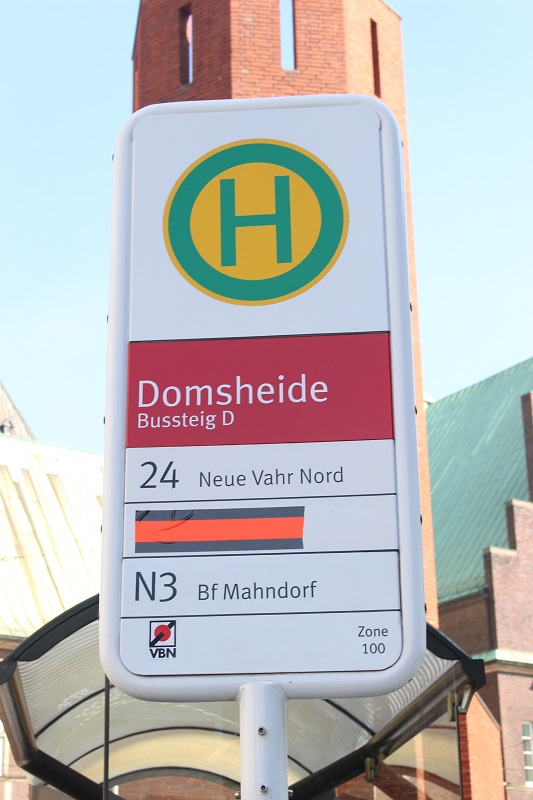 H
Domsheide
Bussteig D
24 Neue Vahr Nord
N3 Bf Mahndorf
VBN
Zone
100